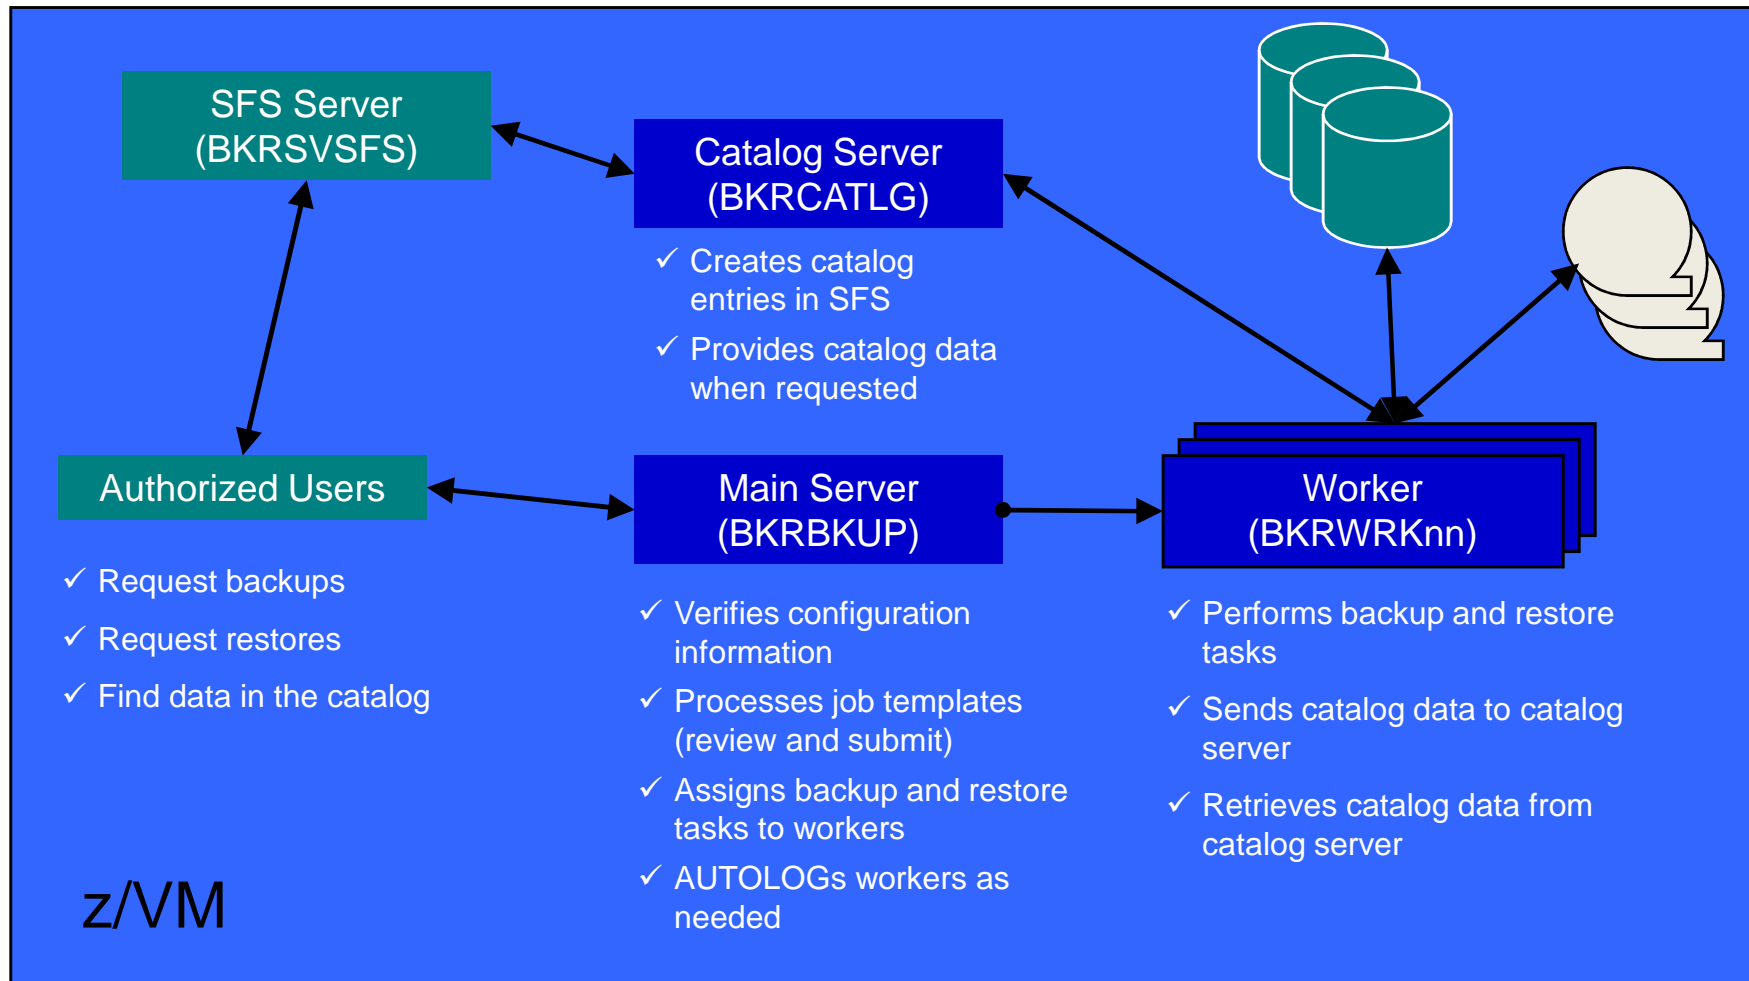 SFS Server
(BKRSVSFS)
Catalog Server
(BKRCATLG)
✓ Creates catalog
entries in SFS
✓ Provides catalog data
when requested
Authorized Users
✓ Request backups
✓ Request restores
✓ Find data in the catalog
Main Server
(BKRBKUP)
✓ Verifies configuration
information
✓ Processes job templates
(review and submit)
✓ Assigns backup and restore
tasks to workers
✓ AUTOLOGs workers as
needed
Worker
(BKRWRKnn)
✓ Performs backup and restore
tasks
✓ Sends catalog data to catalog
server
✓ Retrieves catalog data from
catalog server
z/VM